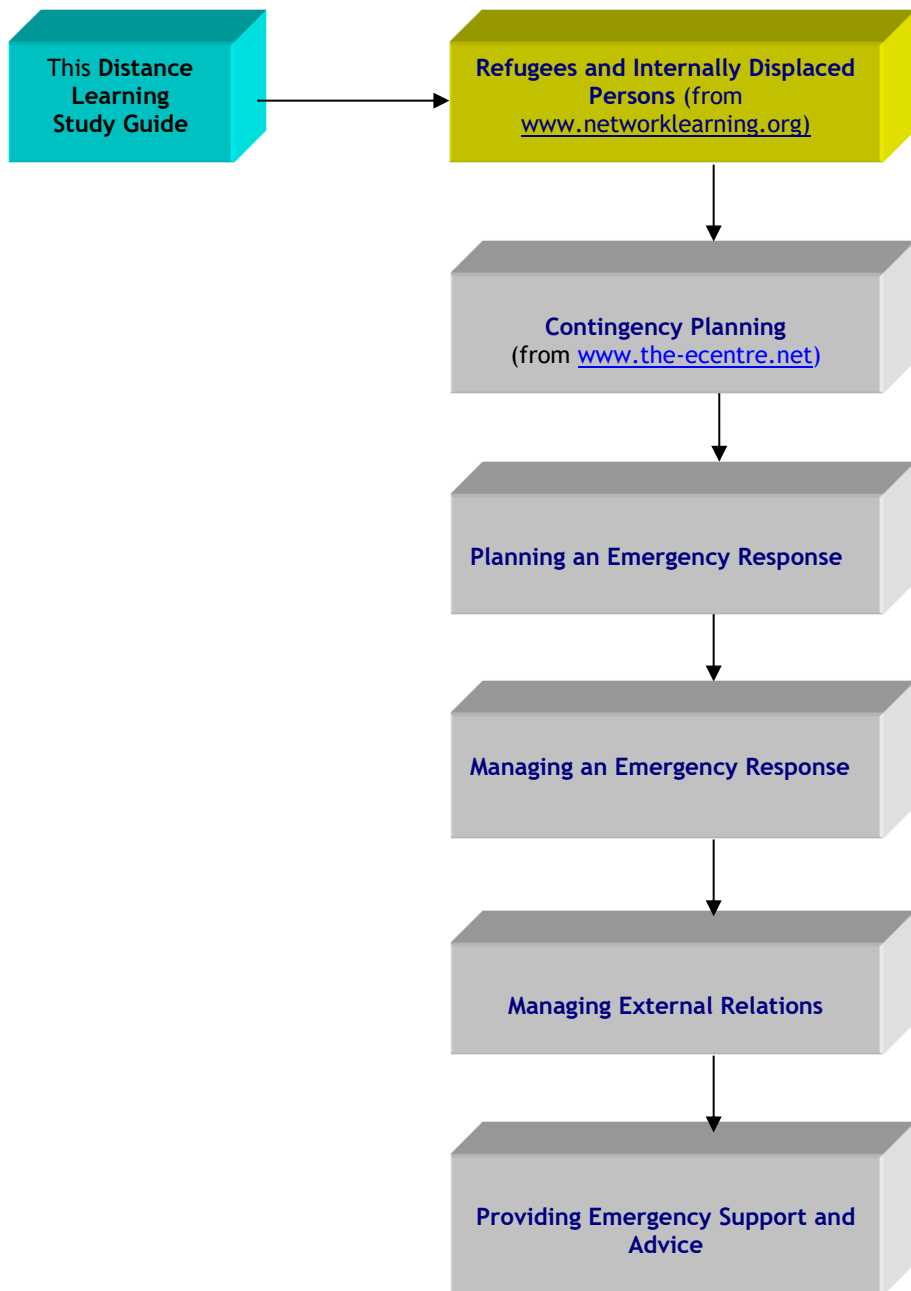 This Distance
Learning
Study Guide
Refugees and Internally Displaced
Persons (from
www.networklearning.org)
Contingency Planning
(from www.the-ecentre.net)
Planning an Emergency Response
Managing an Emergency Response
Managing External Relations
Providing Emergency Support and
Advice